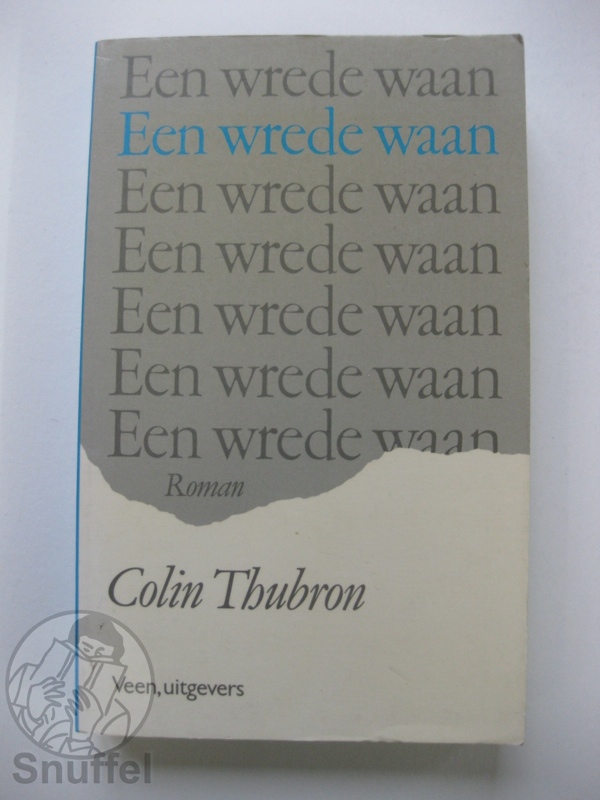 Een wrede waan
Een wrede waan
Een wrede waan
Een wrede waan
Een wrede waan
Een wrede waan
Een wrede waan
Roman
Colin Thubron
Veen, uitgevers
Snuffel